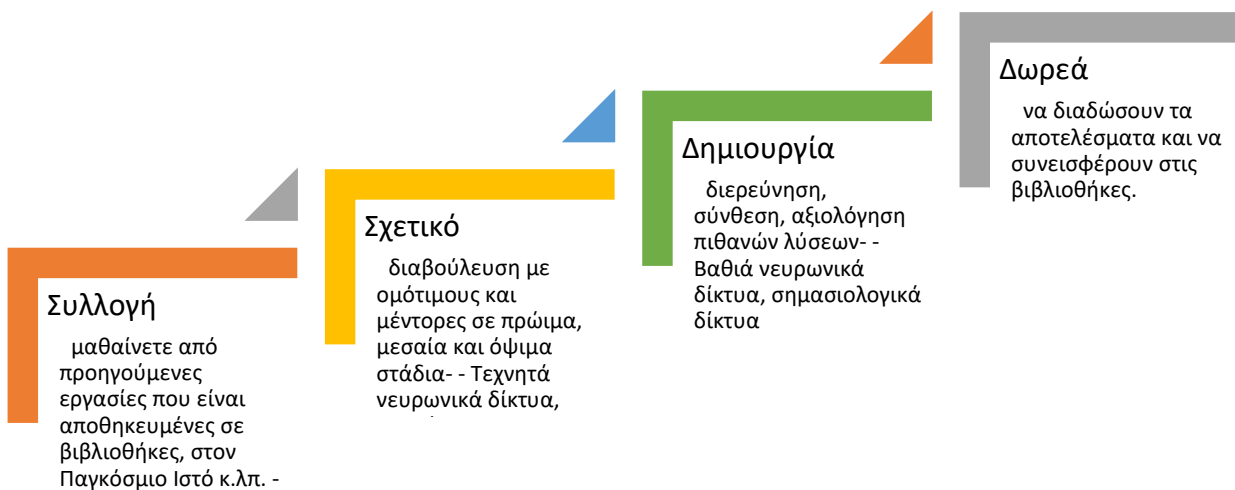 Συλλογή
μαθαίνετε από
προηγούμενες
εργασίες που είναι
αποθηκευμένες σε
βιβλιοθήκες, στον
Παγκόσμιο Ιστό κ.λπ. -
Σχετικό
διαβούλευση με
ομότιμους και
μέντορες σε πρώιμα,
μεσαία και όψιμα
στάδια- - Τεχνητά
νευρωνικά δίκτυα,
Δημιουργία
διερεύνηση,
σύνθεση, αξιολόγηση
πιθανών λύσεων- -
Βαθιά νευρωνικά
δίκτυα, σημασιολογικά
δίκτυα
Δωρεά
να διαδώσουν τα
αποτελέσματα και να
συνεισφέρουν στις
βιβλιοθήκες.